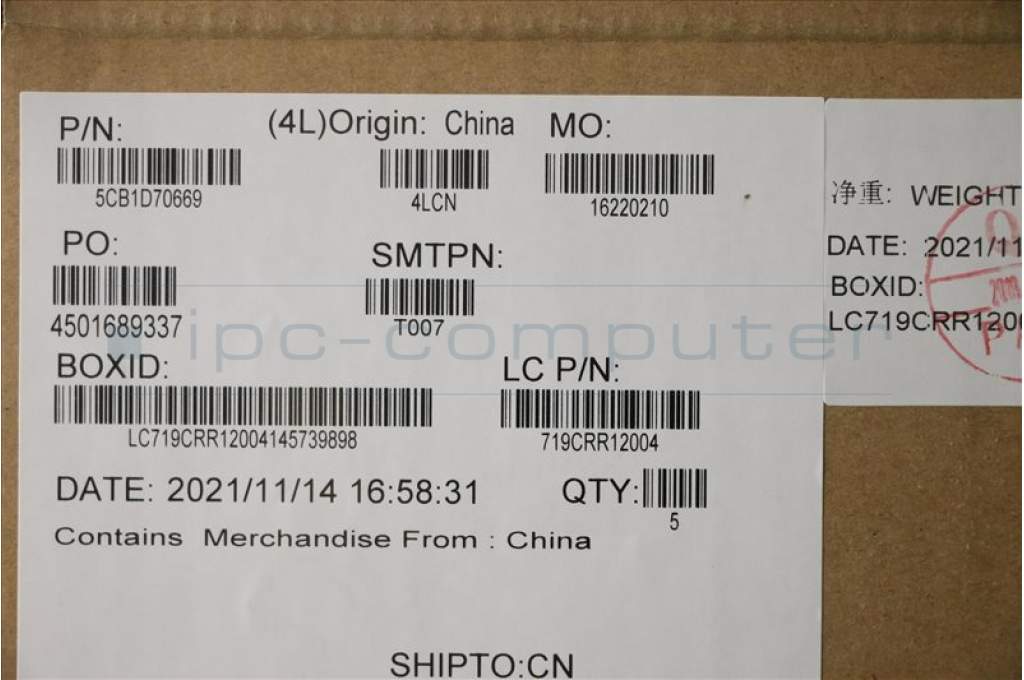 P/N: (4L)Origin: China MO:
5CB1D70669 4LCN 16220210
PO: SMTPN:
4501689337 T007
BOXID: LC P/N:
LC719CRR12004145739898 719CRR12004
DATE: 2021/11/14 16:58:31 QTY:
5
Contains Merchandise From : China
SHIPTO:CN
净重: WEIGHT
DATE: 2021/11
BOXID:
LC719CRR1200
ipc-computer